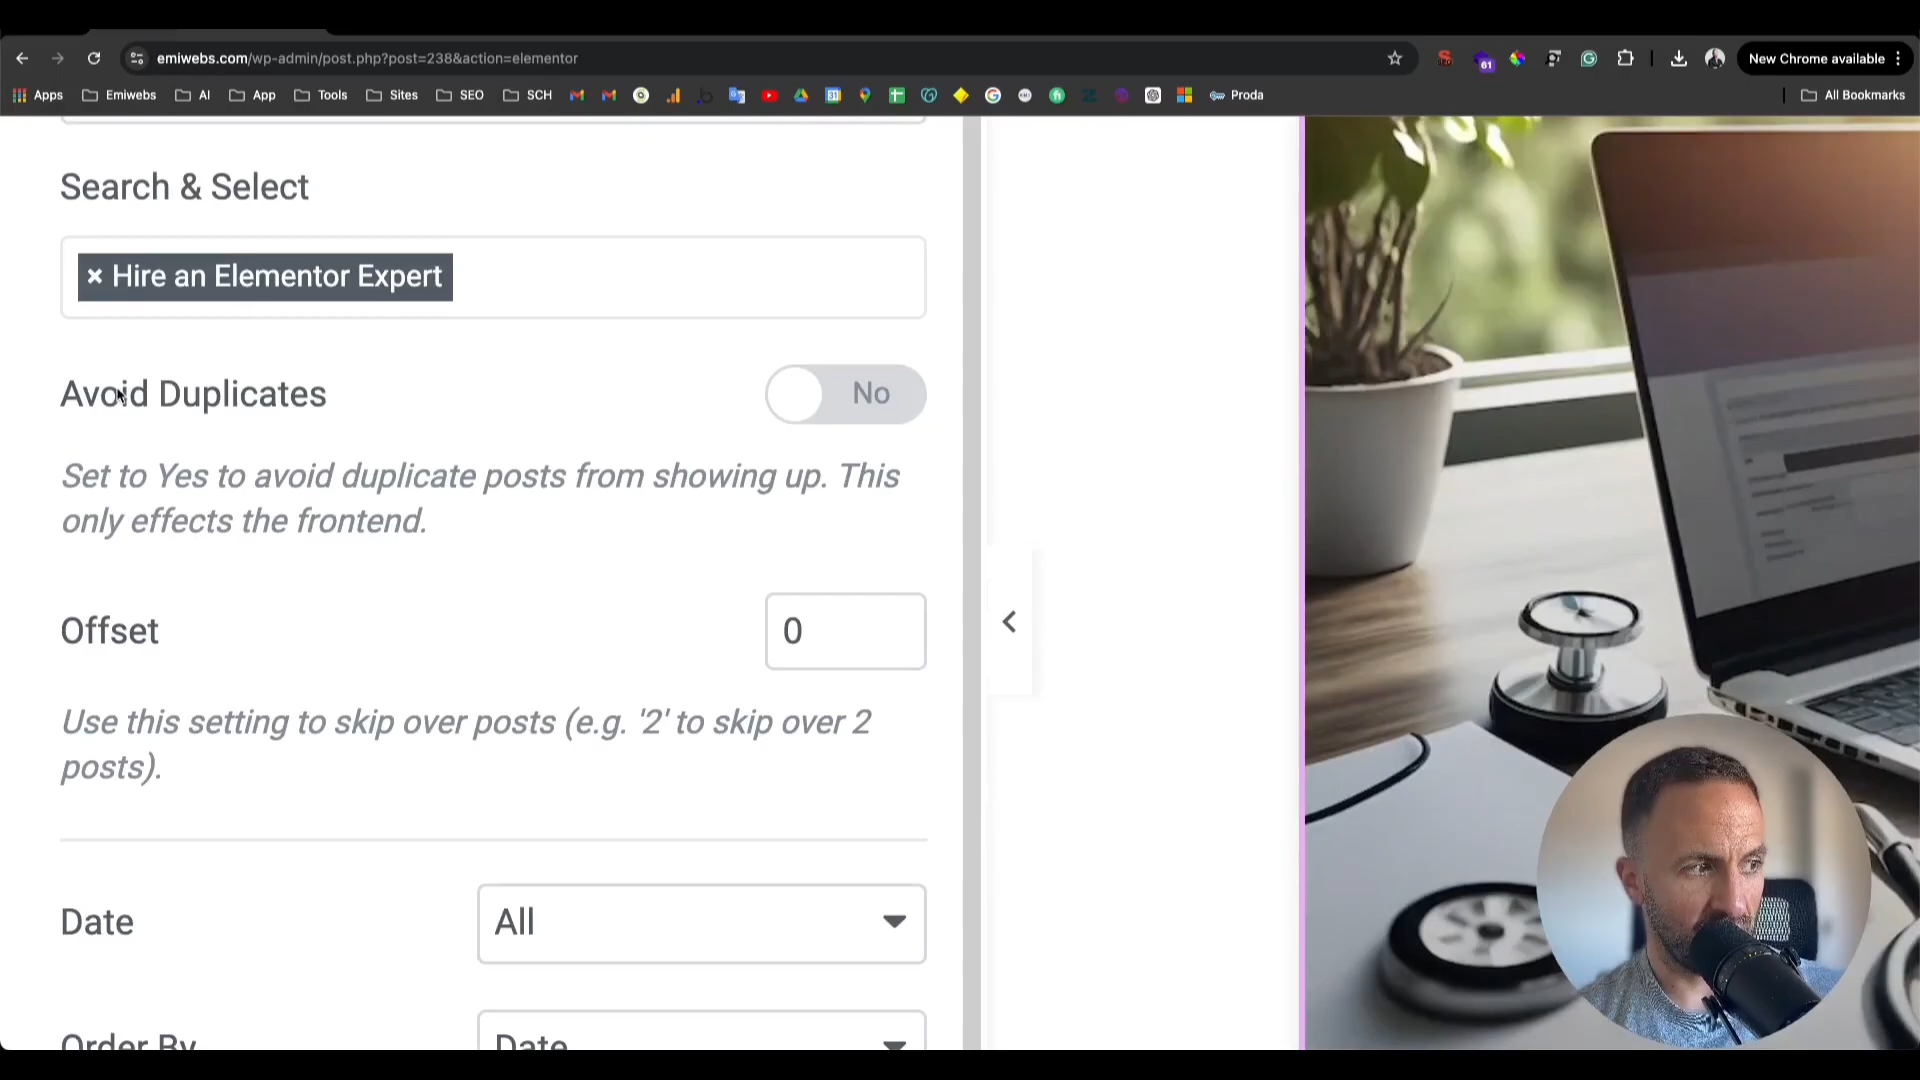 emiwebs.com/wp-admin/post.php?post=238&action=elementor
61
New Chrome available
Apps
Emiwebs
AI
App
Tools
Sites
SEO
SCH
31
Proda
All Bookmarks
Search & Select
× Hire an Elementor Expert
Avoid Duplicates
No
Set to Yes to avoid duplicate posts from showing up. This
only effects the frontend.
Offset
0
Use this setting to skip over posts (e.g. '2' to skip over 2
posts).
Date
All
Order By
Date